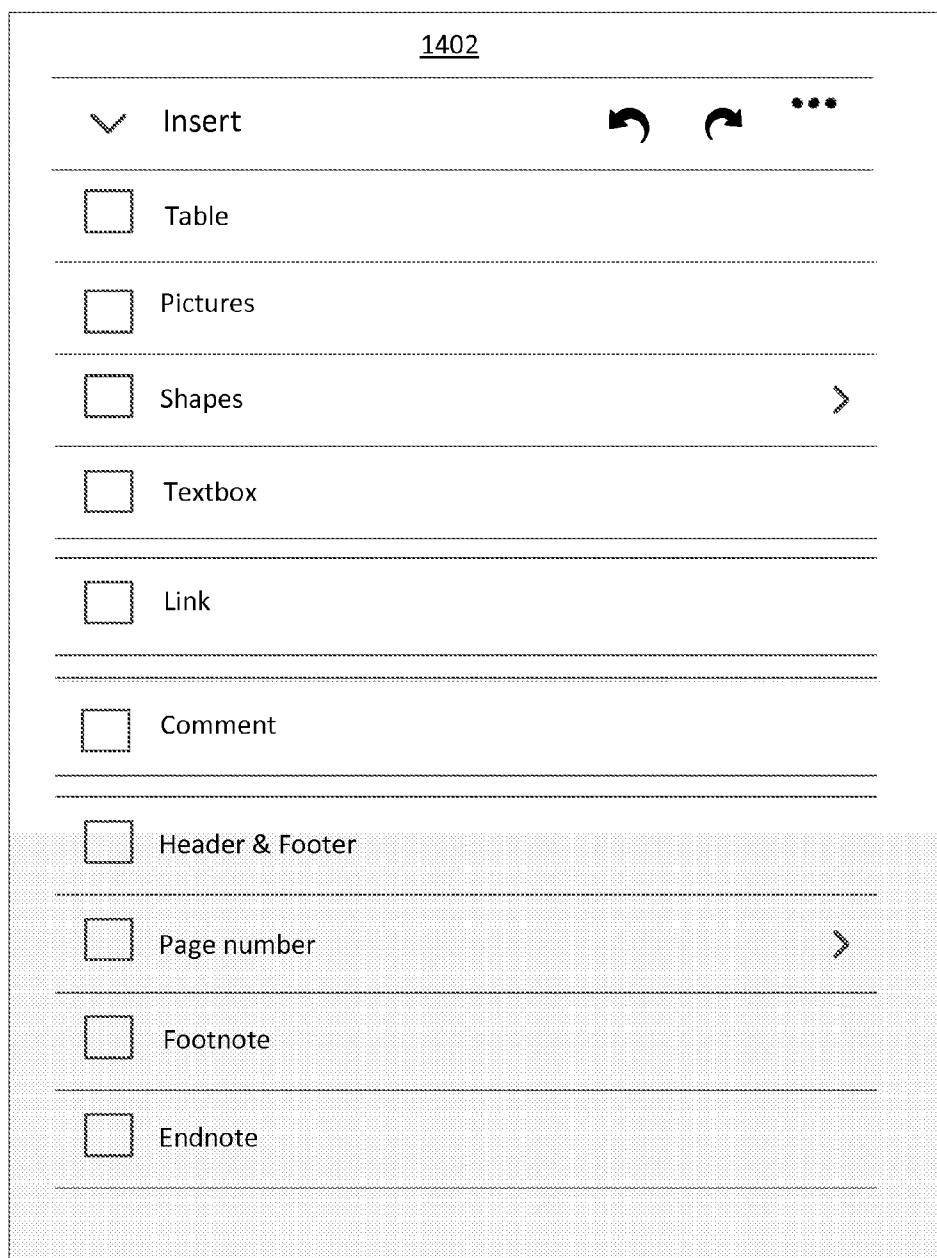 1402
Insert
Table
Pictures
Shapes
Textbox
Link
Comment
Header & Footer
Page number
Footnote
Endnote